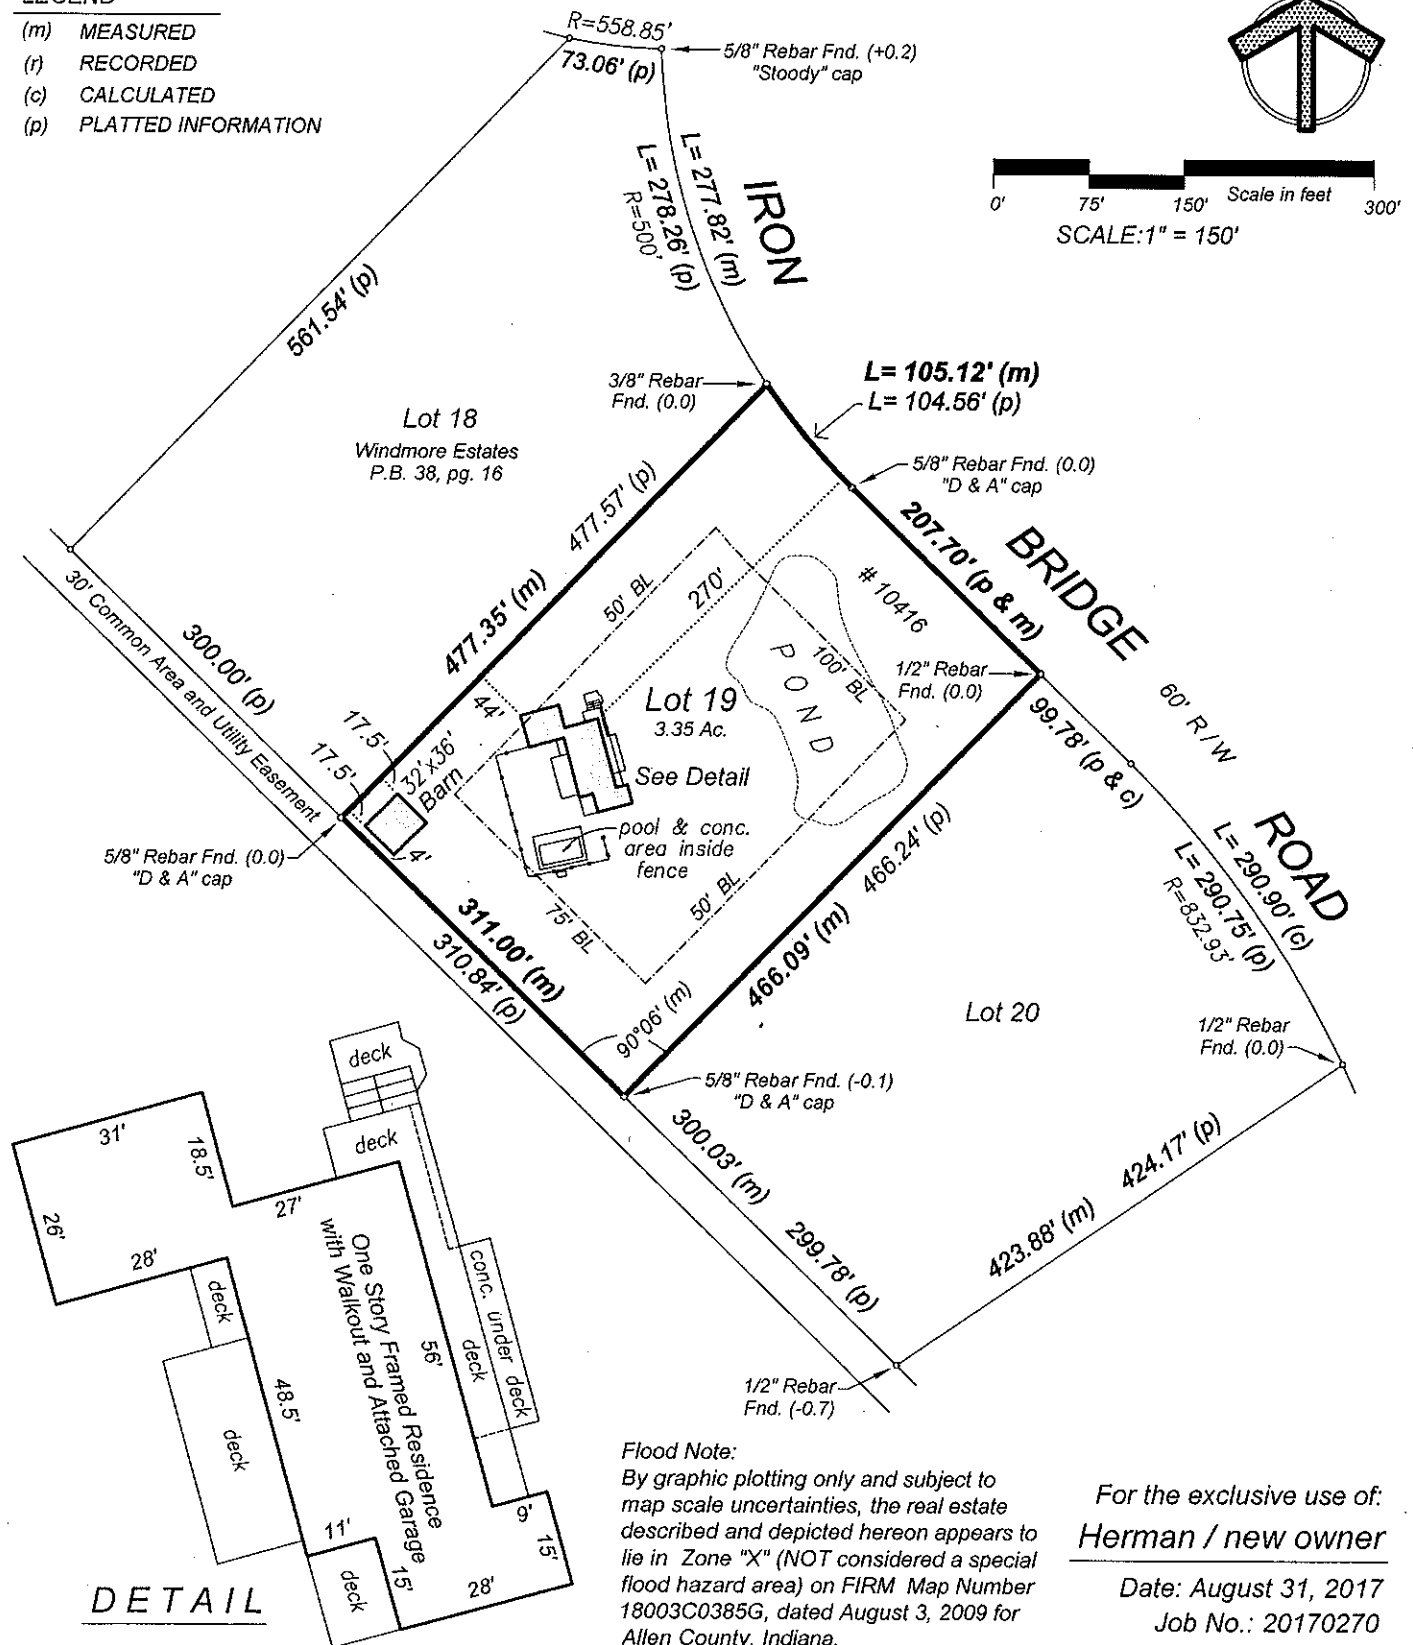 LEGEND
(m) MEASURED
(r) RECORDED
(c) CALCULATED
(p) PLATTED INFORMATION
R=558.85'
73.06' (p)
5/8" Rebar Fnd. (+0.2)
"Stoody" cap
0' 75' 150' Scale in feet 300'
SCALE:1" = 150'
IRON
L= 277.82' (m)
L= 278.26' (p)
R=500'
561.54' (p)
3/8" Rebar
Fnd. (0.0)
L= 105.12' (m)
L= 104.56' (p)
Lot 18
Windmore Estates
P.B. 38, pg. 16
5/8" Rebar Fnd. (0.0)
"D & A" cap
477.35' (m) 477.57' (p)
207.70' (p & m)
BRIDGE
# 10416
50' BL
270'
POND
100' BL
1/2" Rebar
Fnd. (0.0)
60' R / W
30' Common Area and Utility Easement
300.00' (p)
44'
Lot 19
3.35 Ac.
See Detail
17.5'
17.5'
32'x36'
Barn
4'
pool & conc.
area inside
fence
99.78' (p & c)
ROAD
L= 290.90' (c)
L= 290.75' (p)
R=832.93'
5/8" Rebar Fnd. (0.0)
"D & A" cap
75' BL
50' BL
311.00' (m)
310.84' (p)
466.09' (m) 466.24' (p)
90°06' (m)
Lot 20
1/2" Rebar
Fnd. (0.0)
5/8" Rebar Fnd. (-0.1)
"D & A" cap
300.03' (m) 299.78' (p)
423.88' (m) 424.17' (p)
1/2" Rebar
Fnd. (-0.7)
deck
deck
31'
18.5'
27'
26'
28'
deck
One Story Framed Residence
with Walkout and Attached Garage
56'
deck
conc. under deck
48.5'
deck
11'
15'
deck
28'
9'
15'
DETAIL
Flood Note:
By graphic plotting only and subject to
map scale uncertainties, the real estate
described and depicted hereon appears to
lie in Zone "X" (NOT considered a special
flood hazard area) on FIRM Map Number
18003C0385G, dated August 3, 2009 for
Allen County, Indiana.
For the exclusive use of:
Herman / new owner
Date: August 31, 2017
Job No.: 20170270